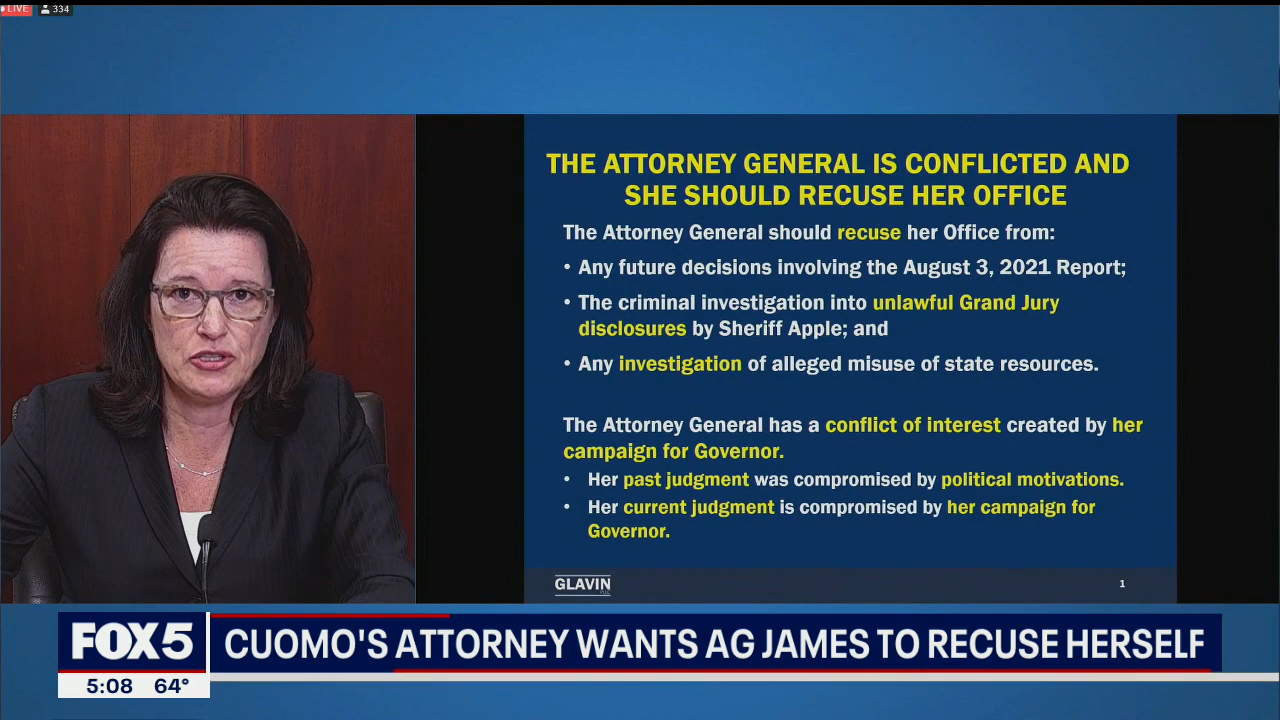 LIVE 334
THE ATTORNEY GENERAL IS CONFLICTED AND
SHE SHOULD RECUSE HER OFFICE
The Attorney General should recuse her Office from:
• Any future decisions involving the August 3, 2021 Report;
• The criminal investigation into unlawful Grand Jury
disclosures by Sheriff Apple; and
• Any investigation of alleged misuse of state resources.
The Attorney General has a conflict of interest created by her
campaign for Governor.
• Her past judgment was compromised by political motivations.
• Her current judgment is compromised by her campaign for
Governor.
GLAVIN
1
FOX 5
CUOMO'S ATTORNEY WANTS AG JAMES TO RECUSE HERSELF
5:08 64°